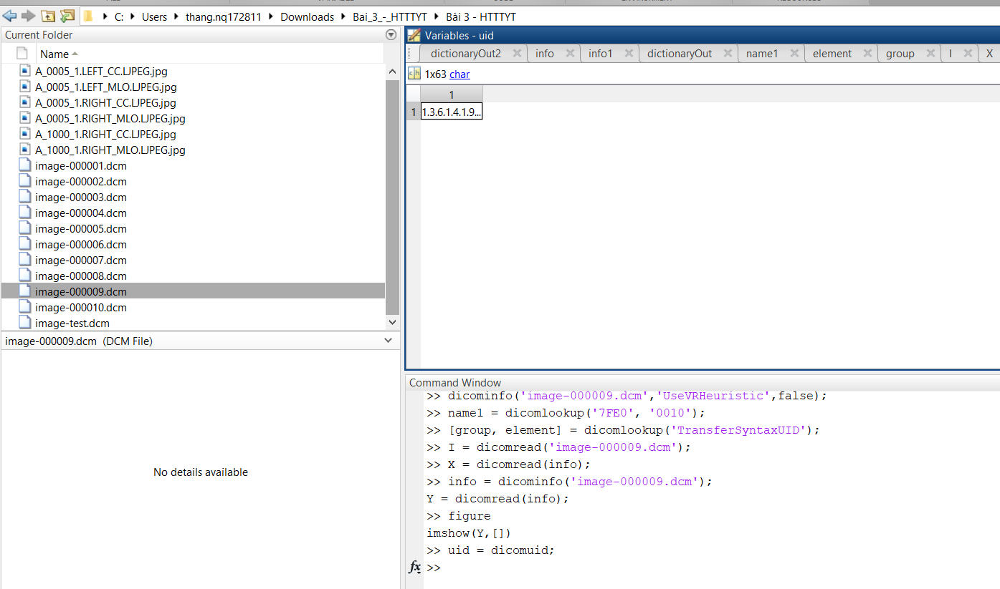 C: Users thang.nq172811 Downloads Bai_3_-_HTTTYT Bài 3 - HTTTYT
Current Folder
Name
A_0005_1.LEFT_CC.LJPEG.jpg
A_0005_1.LEFT_MLO.LJPEG.jpg
A_0005_1.RIGHT_CC.LJPEG.jpg
A_0005_1.RIGHT_MLO.LJPEG.jpg
A_1000_1.RIGHT_CC.LJPEG.jpg
A_1000_1.RIGHT_MLO.LJPEG.jpg
image-000001.dcm
image-000002.dcm
image-000003.dcm
image-000004.dcm
image-000005.dcm
image-000006.dcm
image-000007.dcm
image-000008.dcm
image-000009.dcm
image-000010.dcm
image-test.dcm
image-000009.dcm (DCM File)
No details available
Variables - uid
dictionaryOut2 info info1 dictionaryOut name1 element group I X
1x63 char
1
1 1.3.6.1.4.1.9...
Command Window
>> dicominfo('image-000009.dcm','UseVRHeuristic',false);
>> name1 = dicomlookup('7FE0', '0010');
>> [group, element] = dicomlookup('TransferSyntaxUID');
>> I = dicomread('image-000009.dcm');
>> X = dicomread(info);
>> info = dicominfo('image-000009.dcm');
Y = dicomread(info);
>> figure
imshow(Y,[])
>> uid = dicomuid;
fx >>